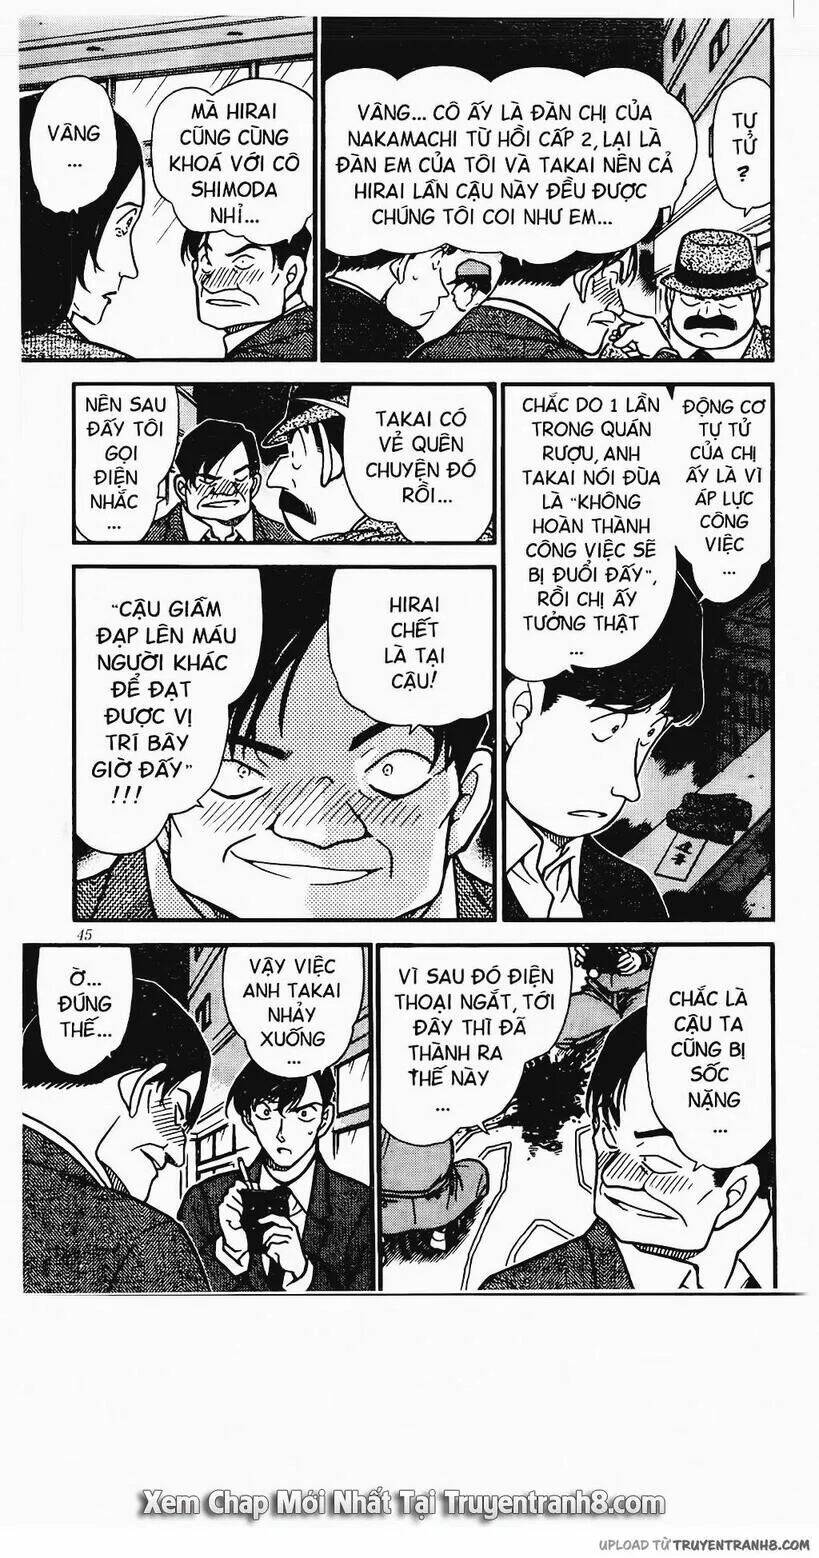 TỰ
TỬ
?
VÂNG... CÔ ẤY LÀ ĐÀN CHỊ CỦA
NAKAMACHI TỪ HỒI CẤP 2, LẠI LÀ
ĐÀN EM CỦA TÔI VÀ TAKAI NÊN CẢ
HIRAI LẪN CẬU NÀY ĐỀU ĐƯỢC
CHÚNG TÔI COI NHƯ EM...
MÀ HIRAI
CŨNG CÙNG
KHOÁ VỚI CÔ
SHIMODA
NHỈ...
VÂNG
...
ĐỘNG CƠ
TỰ TỬ
CỦA CHỊ
ẤY LÀ VÌ
ÁP LỰC
CÔNG
VIỆC
...
CHẮC DO 1 LẦN
TRONG QUÁN
RƯỢU, ANH
TAKAI NÓI ĐÙA
LÀ "KHÔNG
HOÀN THÀNH
CÔNG VIỆC SẼ
BỊ ĐUỔI ĐẤY",
RỒI CHỊ ẤY
TƯỞNG THẬT
...
TAKAI CÓ
VẺ QUÊN
CHUYỆN ĐÓ
RỒI...
NÊN SAU
ĐẤY TÔI
GỌI
ĐIỆN
NHẮC
...
HIRAI
CHẾT
LÀ TẠI
CẬU!
"CẬU GIẪM
ĐẠP LÊN MÁU
NGƯỜI KHÁC
ĐỂ ĐẠT
ĐƯỢC VỊ
TRÍ BÂY
GIỜ ĐẤY"
!!!
45
CHẮC LÀ
CẬU TA
CŨNG BỊ
SỐC
NẶNG
...
VÌ SAU ĐÓ ĐIỆN
THOẠI NGẮT, TỚI
ĐÂY THÌ ĐÃ
THÀNH RA
THẾ NÀY
...
VẬY VIỆC
ANH TAKAI
NHẢY
XUỐNG
...
Ờ...
ĐÚNG
THẾ...
Xem Chap Mới Nhất Tại Truyentranh8.com
UPLOAD TỪ TRUYENTRANH8.COM